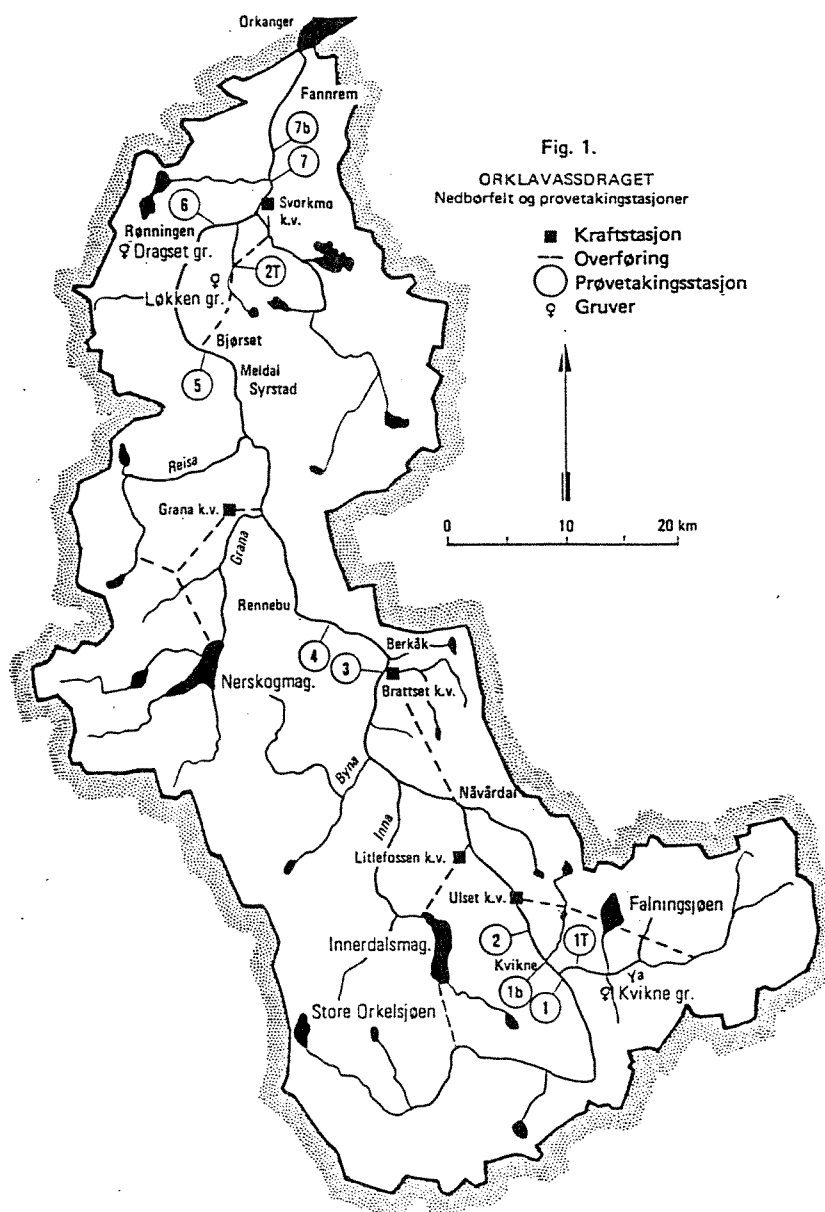 Orkanger
Fannrem
7b
7
Fig. 1.
ORKLAVASSDRAGET
Nedbørfelt og prøvetakingstasjoner
Kraftstasjon
Overføring
Prøvetakingsstasjon
Gruver
6
Svorkmo
k.v.
Rønningen
Dragset gr.
2T
Løkken gr.
Bjørset
5
Meldal
Syrstad
Reisa
Grana k.v.
0 10 20 km
Grana
Rennebu
4
3
Berkåk
Brattset k.v.
Nerskogmag.
Byna
Inna
Nåvårdal
Litlefossen k.v.
Ulset k.v.
Falningsjøen
Innerdalsmag.
2
1T
Kvikne
1b
1
Ya
Kvikne gr.
Store Orkelsjøen